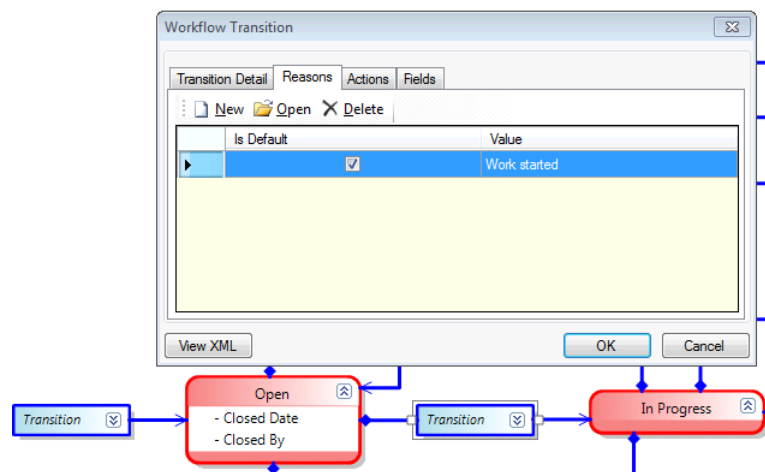 Workflow Transition
Transition Detail Reasons Actions Fields
New Open Delete
Is Default Value
Work started
View XML OK Cancel
Open
- Closed Date
- Closed By
Transition
Transition
In Progress